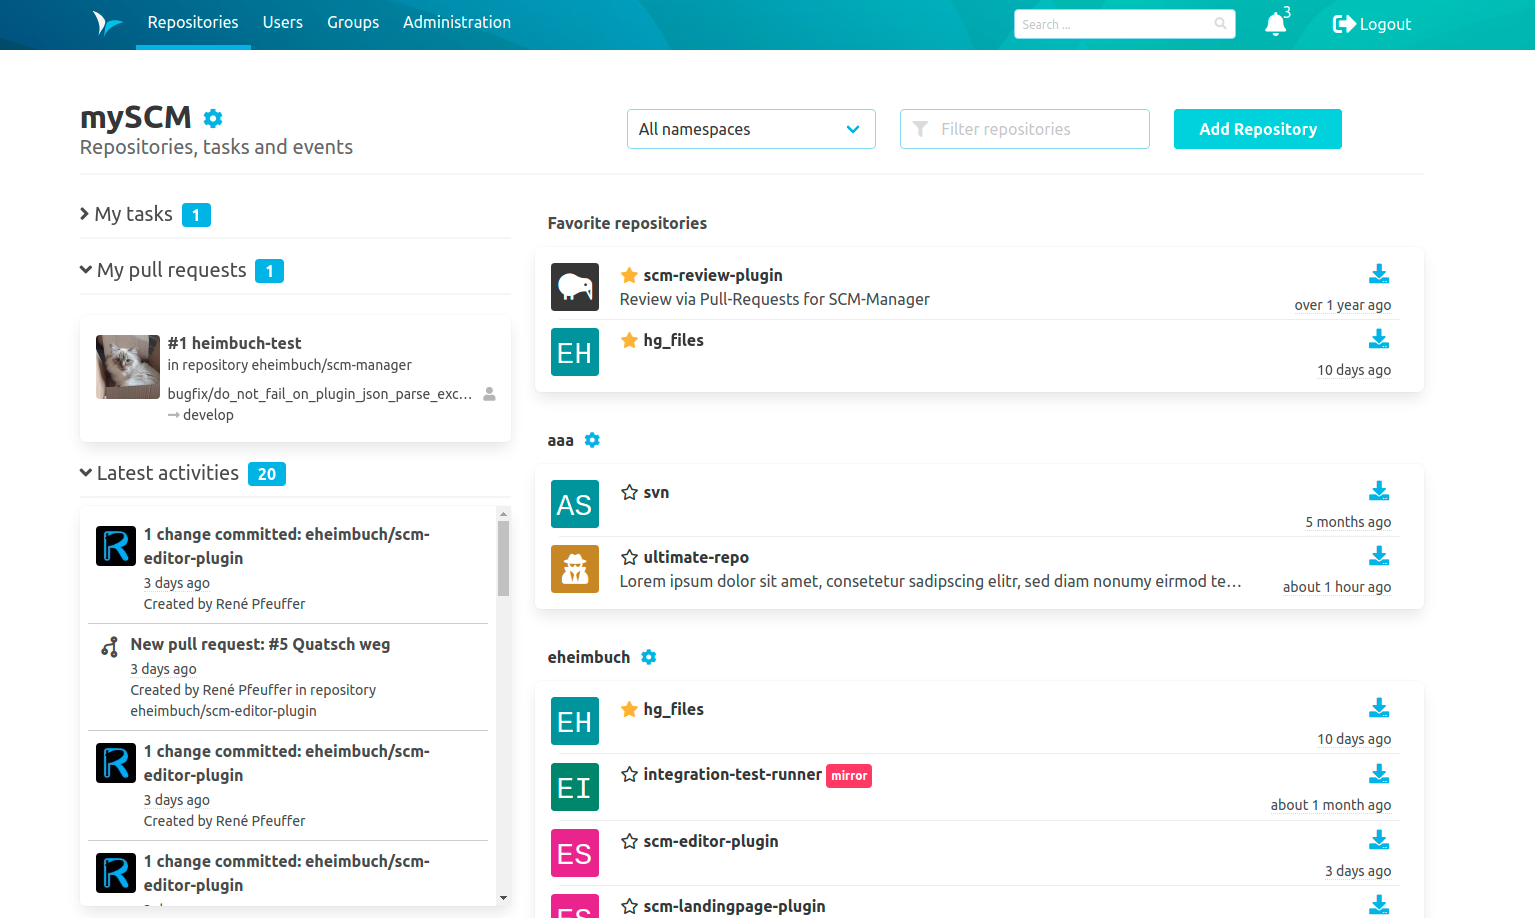 Repositories Users Groups Administration Search ... 3 Logout
mySCM
Repositories, tasks and events
All namespaces Filter repositories Add Repository
My tasks 1
My pull requests 1
#1 heimbuch-test
in repository eheimbuch/scm-manager
bugfix/do_not_fail_on_plugin_json_parse_exc...
→ develop
Latest activities 20
1 change committed: eheimbuch/scm-
editor-plugin
3 days ago
Created by René Pfeuffer
New pull request: #5 Quatsch weg
3 days ago
Created by René Pfeuffer in repository
eheimbuch/scm-editor-plugin
1 change committed: eheimbuch/scm-
editor-plugin
3 days ago
Created by René Pfeuffer
1 change committed: eheimbuch/scm-
editor-plugin
Favorite repositories
scm-review-plugin
Review via Pull-Requests for SCM-Manager
over 1 year ago
EH hg_files
10 days ago
aaa
AS svn
5 months ago
ultimate-repo
Lorem ipsum dolor sit amet, consetetur sadipscing elitr, sed diam nonumy eirmod te...
about 1 hour ago
eheimbuch
EH hg_files
10 days ago
EI integration-test-runner mirror
about 1 month ago
ES scm-editor-plugin
3 days ago
ES scm-landingpage-plugin